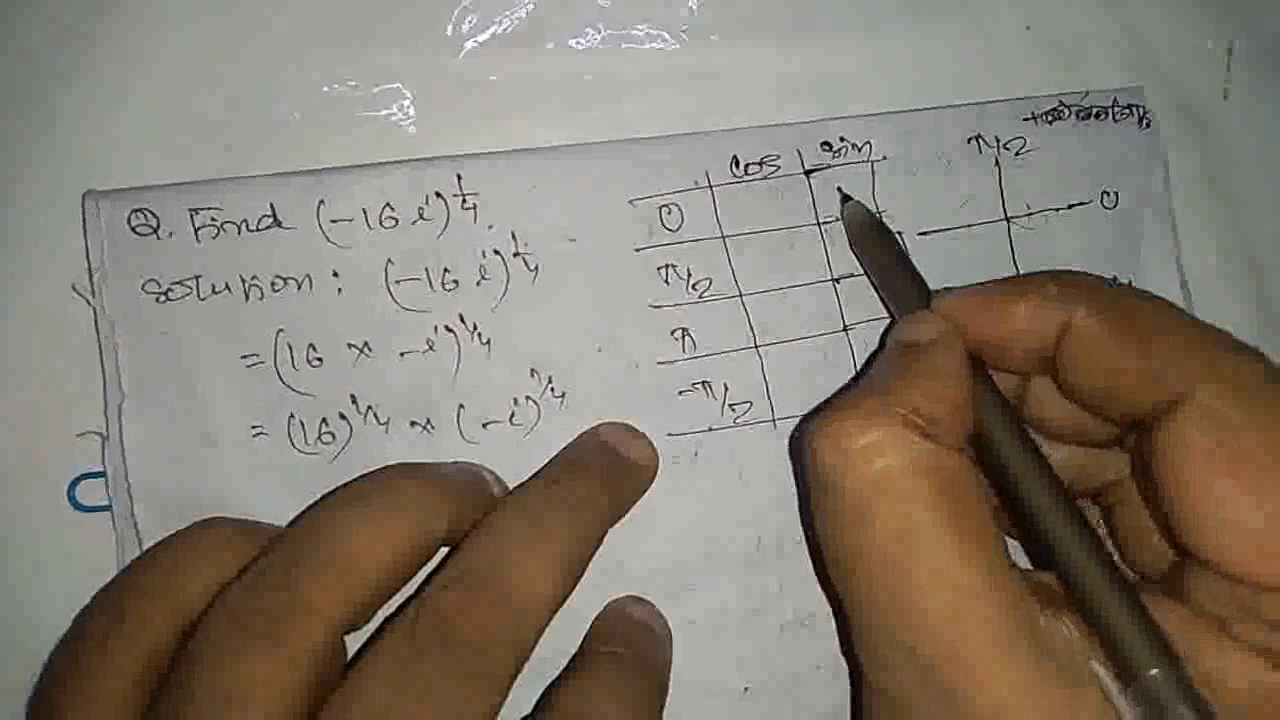 Q. Find (-16 i)^1/4.
Solution: (-16 i)^1/4
= (16 × -i)^1/4
= (16)^1/4 × (-i)^1/4
cos sin
0
π/2
π
-π/2
π/2
0